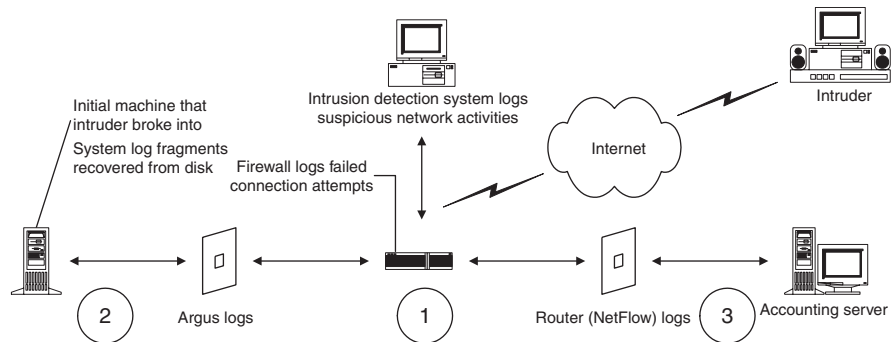 Intrusion detection system logs
suspicious network activities
Intruder
Initial machine that
intruder broke into
System log fragments
recovered from disk
Firewall logs failed
connection attempts
Internet
2
Argus logs
1
Router (NetFlow) logs
3
Accounting server